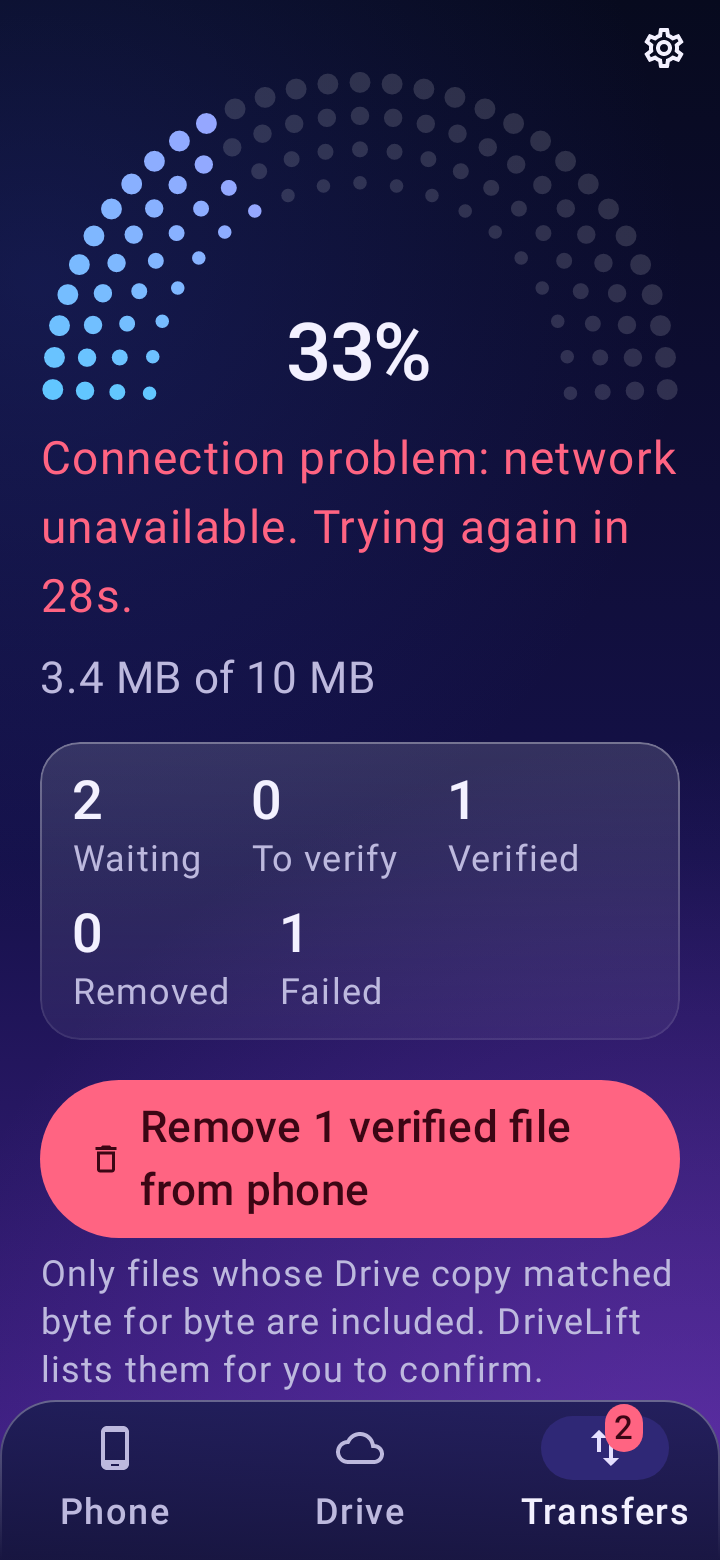 33%
Connection problem: network
unavailable. Trying again in
28s.
3.4 MB of 10 MB
2
Waiting
0
To verify
1
Verified
0
Removed
1
Failed
Remove 1 verified file
from phone
Only files whose Drive copy matched
byte for byte are included. DriveLift
lists them for you to confirm.
Phone
Drive
2
Transfers